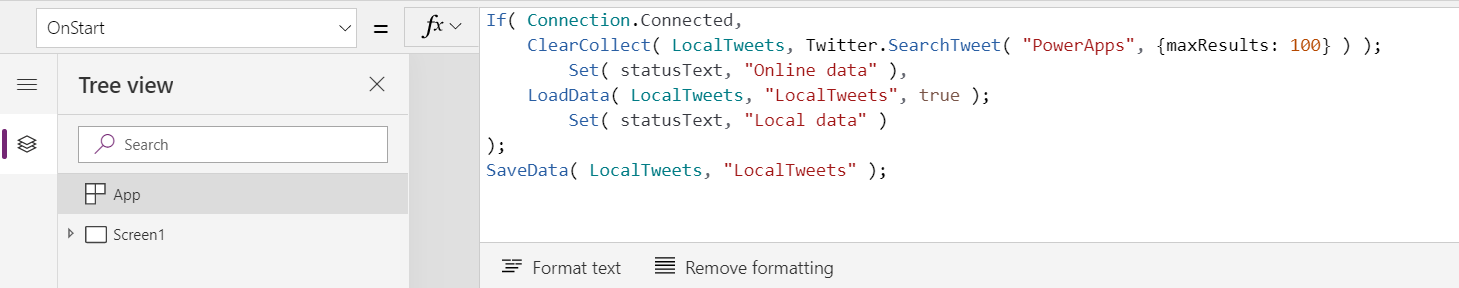 OnStart
=
fx
If( Connection.Connected,
ClearCollect( LocalTweets, Twitter.SearchTweet( "PowerApps", {maxResults: 100} ) );
Set( statusText, "Online data" ),
LoadData( LocalTweets, "LocalTweets", true );
Set( statusText, "Local data" )
);
SaveData( LocalTweets, "LocalTweets" );
Tree view
Search
App
Screen1
Format text
Remove formatting